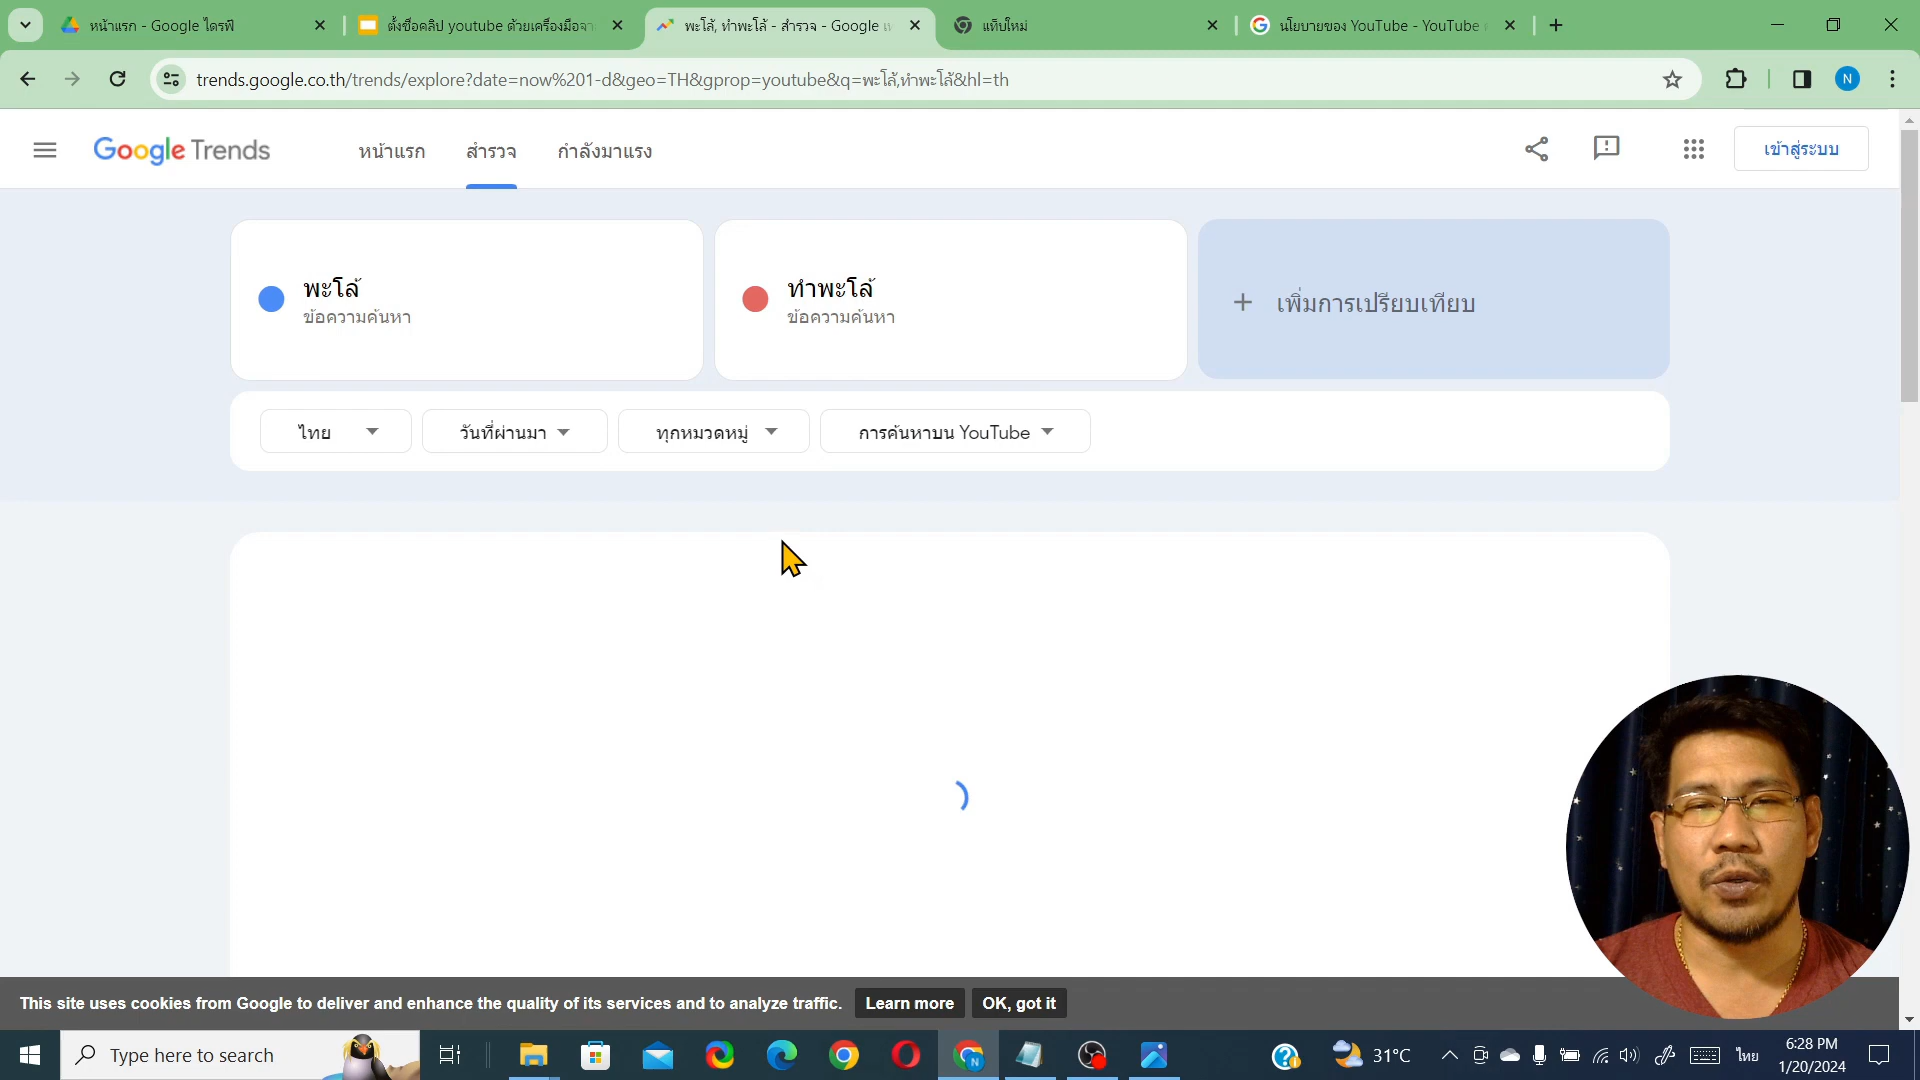 หน้าแรก - Google ไดรฟ์
ตั้งชื่อคลิป youtube ด้วยเครื่องมือจา
พะโล้, ทำพะโล้ - สำรวจ - Google เท
แท็บใหม่
นโยบายของ YouTube - YouTube
trends.google.co.th/trends/explore?date=now%201-d&geo=TH&gprop=youtube&q=พะโล้,ทำพะโล้&hl=th
N
Google Trends
หน้าแรก
สำรวจ
กำลังมาแรง
เข้าสู่ระบบ
พะโล้
ข้อความค้นหา
ทำพะโล้
ข้อความค้นหา
+ เพิ่มการเปรียบเทียบ
ไทย
วันที่ผ่านมา
ทุกหมวดหมู่
การค้นหาบน YouTube
This site uses cookies from Google to deliver and enhance the quality of its services and to analyze traffic.
Learn more
OK, got it
Type here to search
31°C
ไทย
6:28 PM
1/20/2024